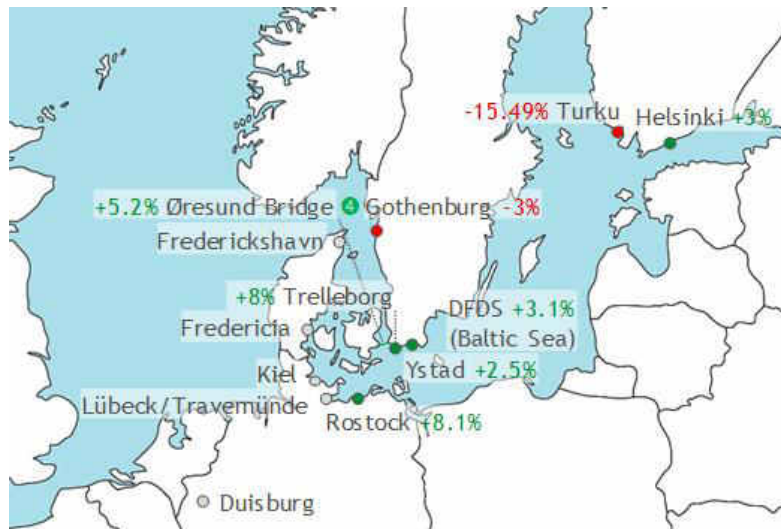 -15.49% Turku
Helsinki +3%
+5.2% Øresund Bridge 4 Gothenburg -3%
Frederickshavn
+8% Trelleborg
DFDS +3.1%
(Baltic Sea)
Fredericia
Ystad +2.5%
Kiel
Lübeck/Travemünde
Rostock +8.1%
Duisburg